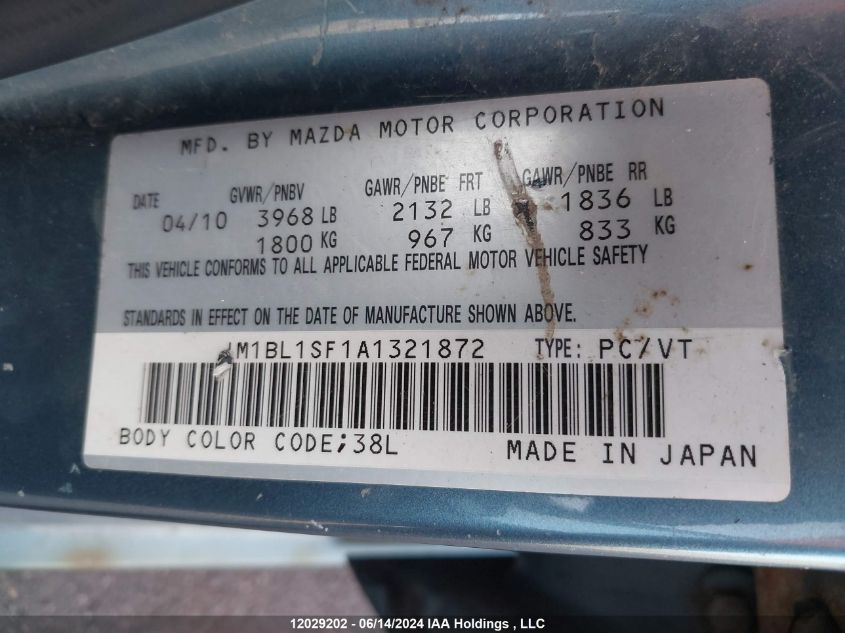 MFD. BY MAZDA MOTOR CORPORATION
DATE GVWR/PNBV GAWR/PNBE FRT GAWR/PNBE RR
04/10 3968 LB 2132 LB 1836 LB
1800 KG 967 KG 833 KG
THIS VEHICLE CONFORMS TO ALL APPLICABLE FEDERAL MOTOR VEHICLE SAFETY
STANDARDS IN EFFECT ON THE DATE OF MANUFACTURE SHOWN ABOVE.
JM1BL1SF1A1321872 TYPE: PC/VT
BODY COLOR CODE;38L MADE IN JAPAN
12029202 - 06/14/2024 IAA Holdings , LLC